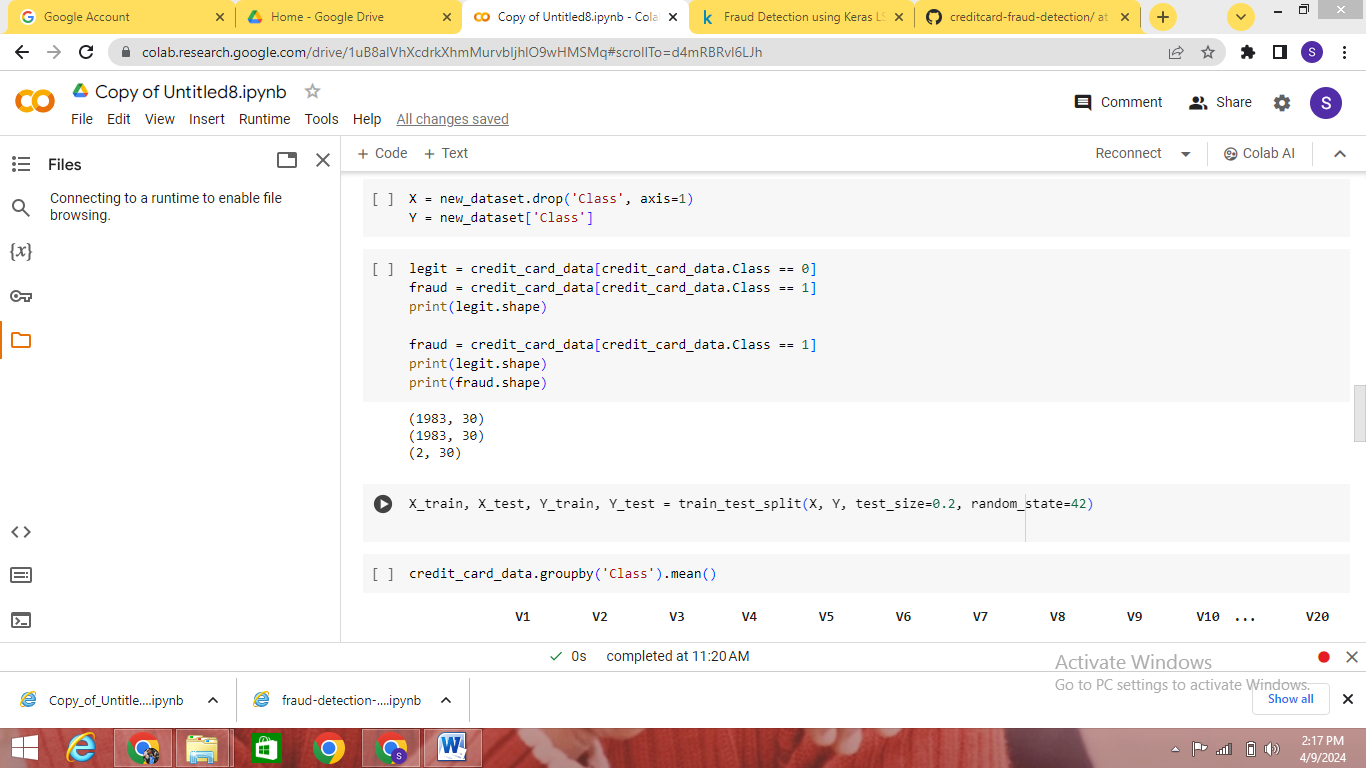 Google Account
Home - Google Drive
Copy of Untitled8.ipynb - Cola
Fraud Detection using Keras LS
creditcard-fraud-detection/ at
colab.research.google.com/drive/1uB8alVhXcdrkXhmMurvbIjhlO9wHMSMq#scrollTo=d4mRBRvl6LJh
S
Copy of Untitled8.ipynb
Comment
Share
S
File Edit View Insert Runtime Tools Help All changes saved
Files
+ Code + Text
Reconnect
Colab AI
Connecting to a runtime to enable file
browsing.
{x}
[ ] X = new_dataset.drop('Class', axis=1)
Y = new_dataset['Class']
[ ] legit = credit_card_data[credit_card_data.Class == 0]
fraud = credit_card_data[credit_card_data.Class == 1]
print(legit.shape)
fraud = credit_card_data[credit_card_data.Class == 1]
print(legit.shape)
print(fraud.shape)
(1983, 30)
(1983, 30)
(2, 30)
X_train, X_test, Y_train, Y_test = train_test_split(X, Y, test_size=0.2, random_state=42)
[ ] credit_card_data.groupby('Class').mean()
V1 V2 V3 V4 V5 V6 V7 V8 V9 V10 ... V20
0s completed at 11:20 AM
Activate Windows
Go to PC settings to activate Windows.
Copy_of_Untitle....ipynb
fraud-detection-....ipynb
Show all
2:17 PM
4/9/2024